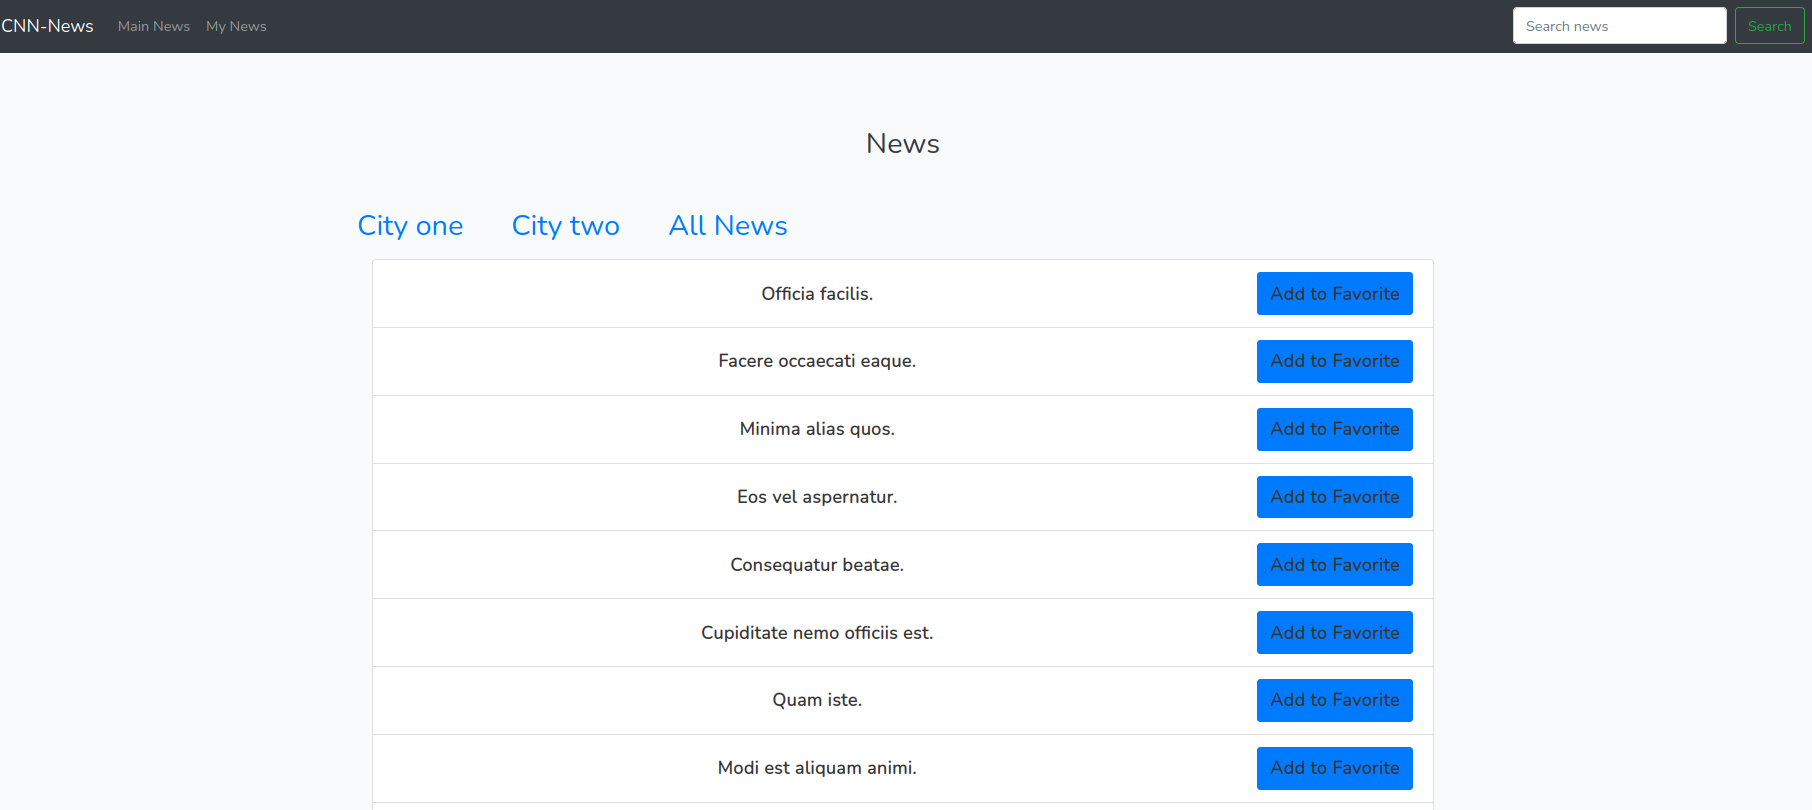 CNN-News Main News My News Search news Search
News
City one City two All News
Officia facilis. Add to Favorite
Facere occaecati eaque. Add to Favorite
Minima alias quos. Add to Favorite
Eos vel aspernatur. Add to Favorite
Consequatur beatae. Add to Favorite
Cupiditate nemo officiis est. Add to Favorite
Quam iste. Add to Favorite
Modi est aliquam animi. Add to Favorite